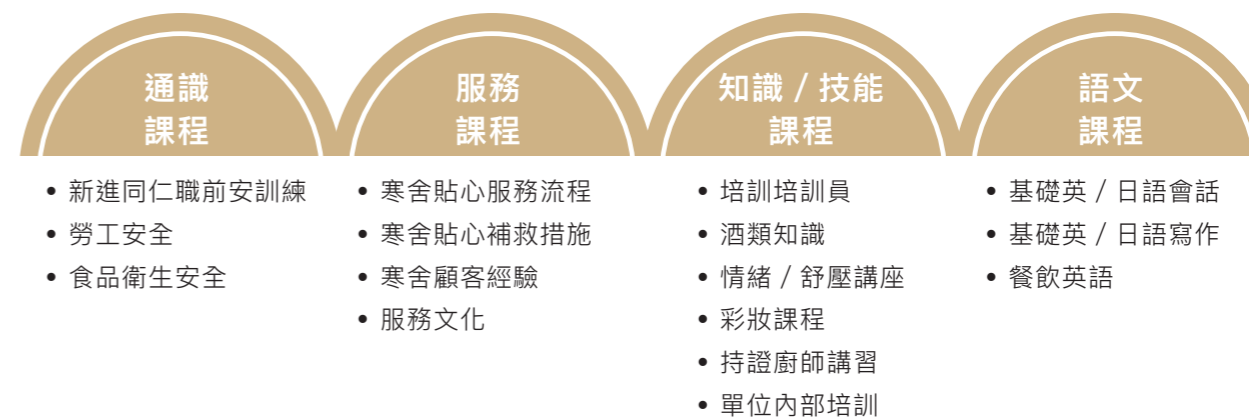 通識
課程
• 新進同仁職前安訓練
• 勞工安全
• 食品衛生安全
服務
課程
• 寒舍貼心服務流程
• 寒舍貼心補救措施
• 寒舍顧客經驗
• 服務文化
知識 / 技能
課程
• 培訓培訓員
• 酒類知識
• 情緒 / 舒壓講座
• 彩妝課程
• 持證廚師講習
• 單位內部培訓
語文
課程
• 基礎英 / 日語會話
• 基礎英 / 日語寫作
• 餐飲英語